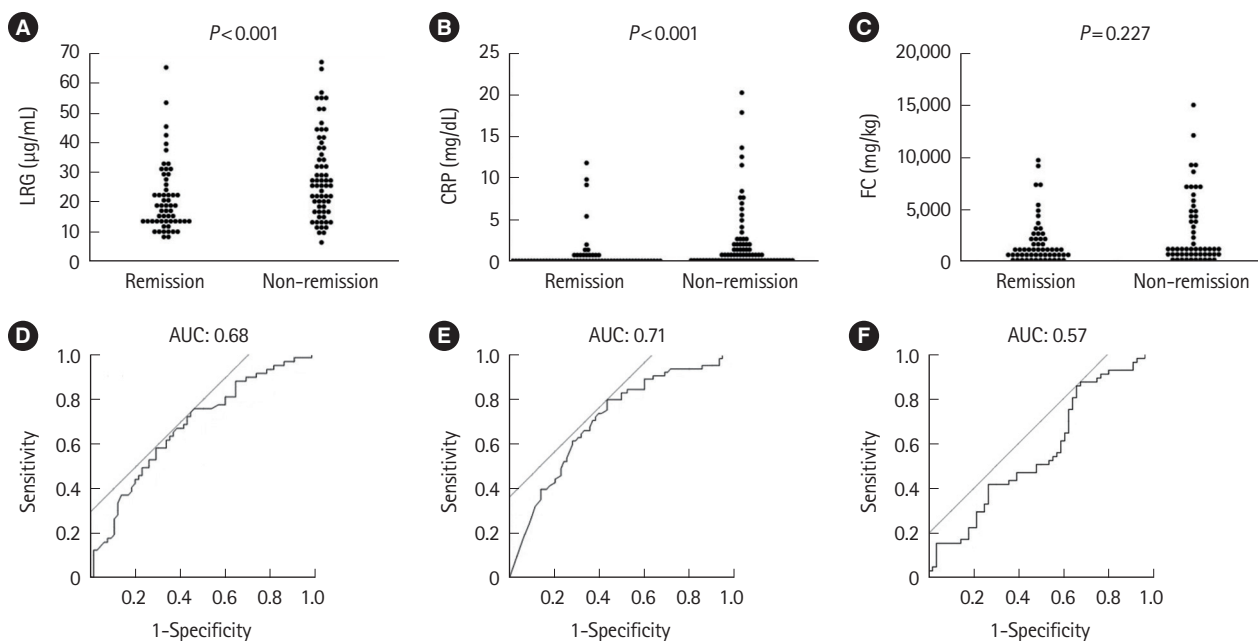 A
P<0.001
LRG (μg/mL)
70
60
50
40
30
20
10
0
Remission Non-remission
B
P<0.001
CRP (mg/dL)
25
20
15
10
5
0
Remission Non-remission
C
P=0.227
FC (mg/kg)
20,000
15,000
10,000
5,000
0
Remission Non-remission
D
AUC: 0.68
Sensitivity
1.0
0.8
0.6
0.4
0.2
0
0.2 0.4 0.6 0.8 1.0
1-Specificity
E
AUC: 0.71
Sensitivity
1.0
0.8
0.6
0.4
0.2
0
0.2 0.4 0.6 0.8 1.0
1-Specificity
F
AUC: 0.57
Sensitivity
1.0
0.8
0.6
0.4
0.2
0
0.2 0.4 0.6 0.8 1.0
1-Specificity